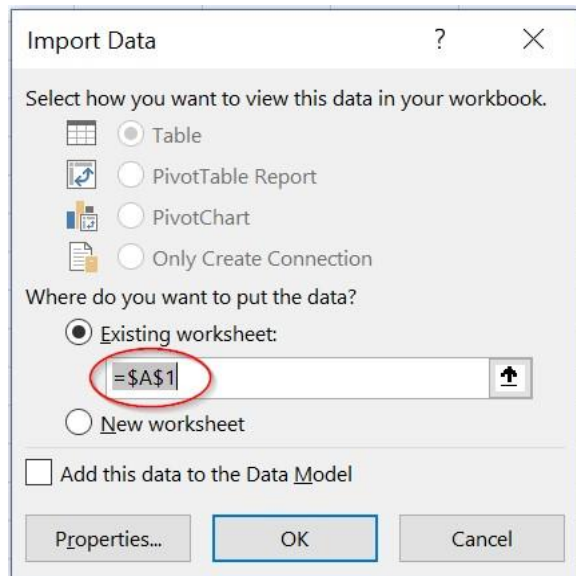 Import Data ?
Select how you want to view this data in your workbook.
Table
PivotTable Report
PivotChart
Only Create Connection
Where do you want to put the data?
Existing worksheet:
=$A$1
New worksheet
Add this data to the Data Model
Properties... OK Cancel